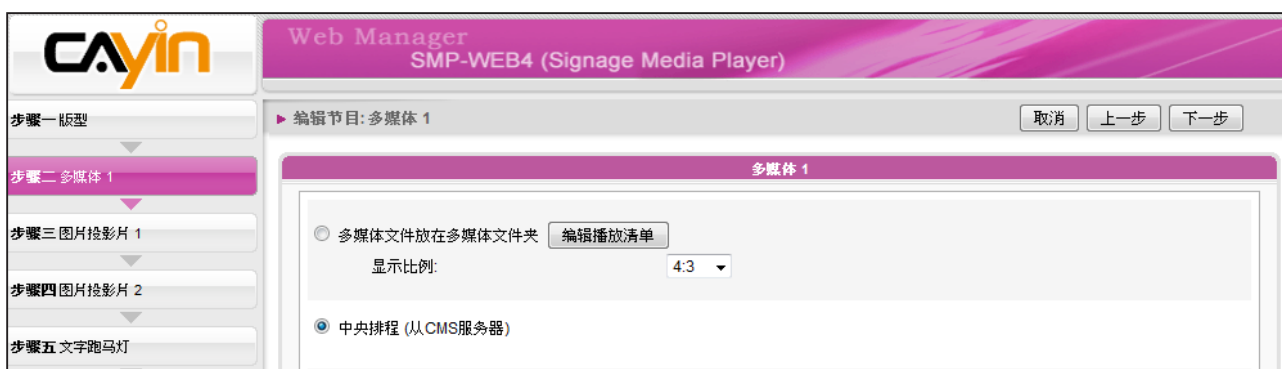 CAYIN
Web Manager
SMP-WEB4 (Signage Media Player)
步骤一 版型
步骤二 多媒体 1
步骤三 图片投影片 1
步骤四 图片投影片 2
步骤五 文字跑马灯
编辑节目: 多媒体 1
取消 上一步 下一步
多媒体 1
多媒体文件放在多媒体文件夹 编辑播放清单
显示比例: 4:3
中央排程 (从CMS服务器)